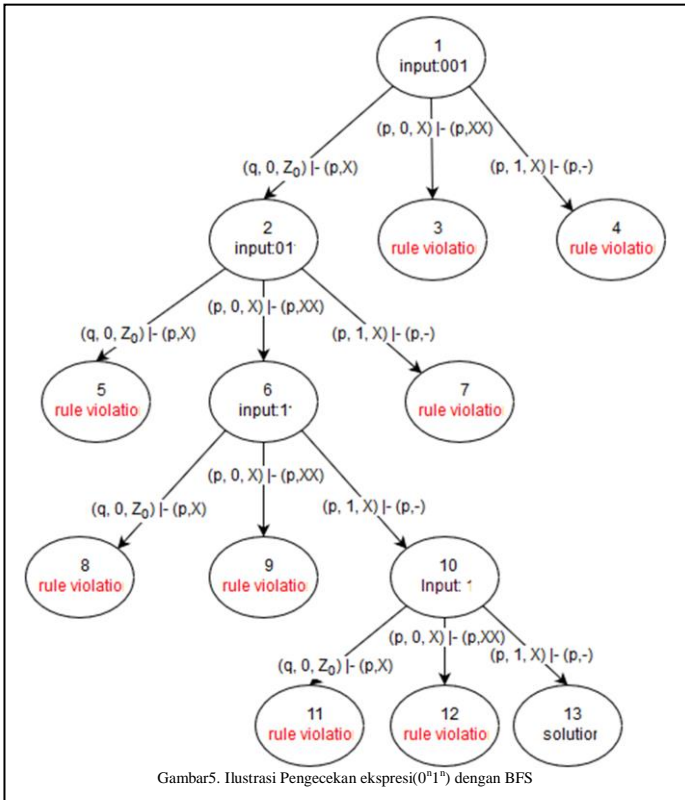 1
input:001
(p, 0, X) |- (p,XX)
(q, 0, Z₀) |- (p,X)
(p, 1, X) |- (p,-)
2
input:01
3
rule violatio
4
rule violatio
(q, 0, Z₀) |- (p,X)
(p, 0, X) |- (p,XX)
(p, 1, X) |- (p,-)
5
rule violatio
6
input:1
7
rule violatio
(q, 0, Z₀) |- (p,X)
(p, 0, X) |- (p,XX)
(p, 1, X) |- (p,-)
8
rule violatio
9
rule violatio
10
Input: 1
(q, 0, Z₀) |- (p,X)
(p, 0, X) |- (p,XX)
(p, 1, X) |- (p,-)
11
rule violatio
12
rule violatio
13
solution
Gambar5. Ilustrasi Pengecekan ekspresi(0ⁿ1ⁿ) dengan BFS